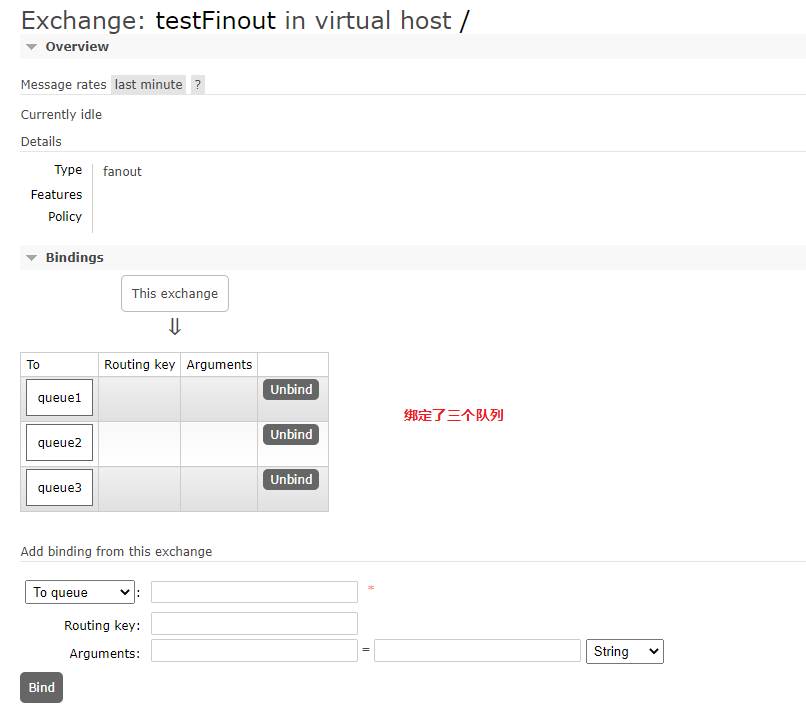 Exchange: testFinout in virtual host /
Overview
Message rates last minute ?
Currently idle
Details
Type fanout
Features
Policy
Bindings
This exchange
⇓
To Routing key Arguments
queue1 Unbind
绑定了三个队列
queue2 Unbind
queue3 Unbind
Add binding from this exchange
To queue : *
Routing key:
Arguments: = String
Bind